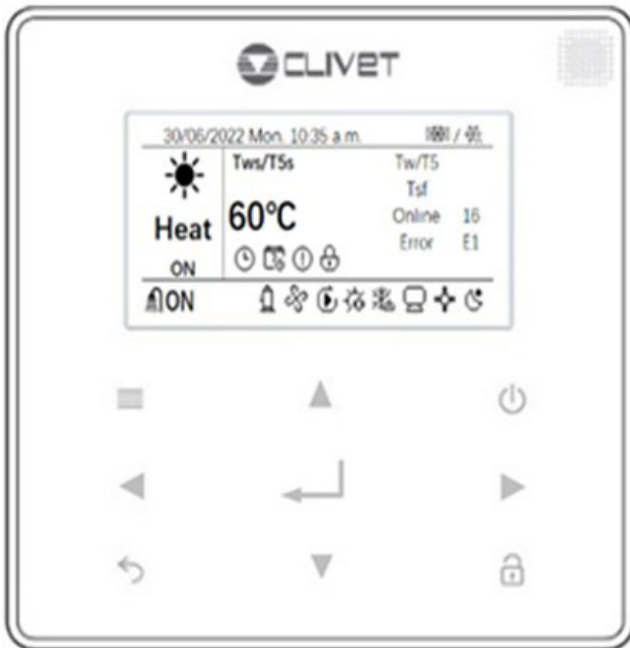 CLIVET
30/06/2022 Mon. 10:35 a.m. /
Tws/T5s Tw/T5
Tsf
60°C
Heat Online 16
Error E1
ON
ON